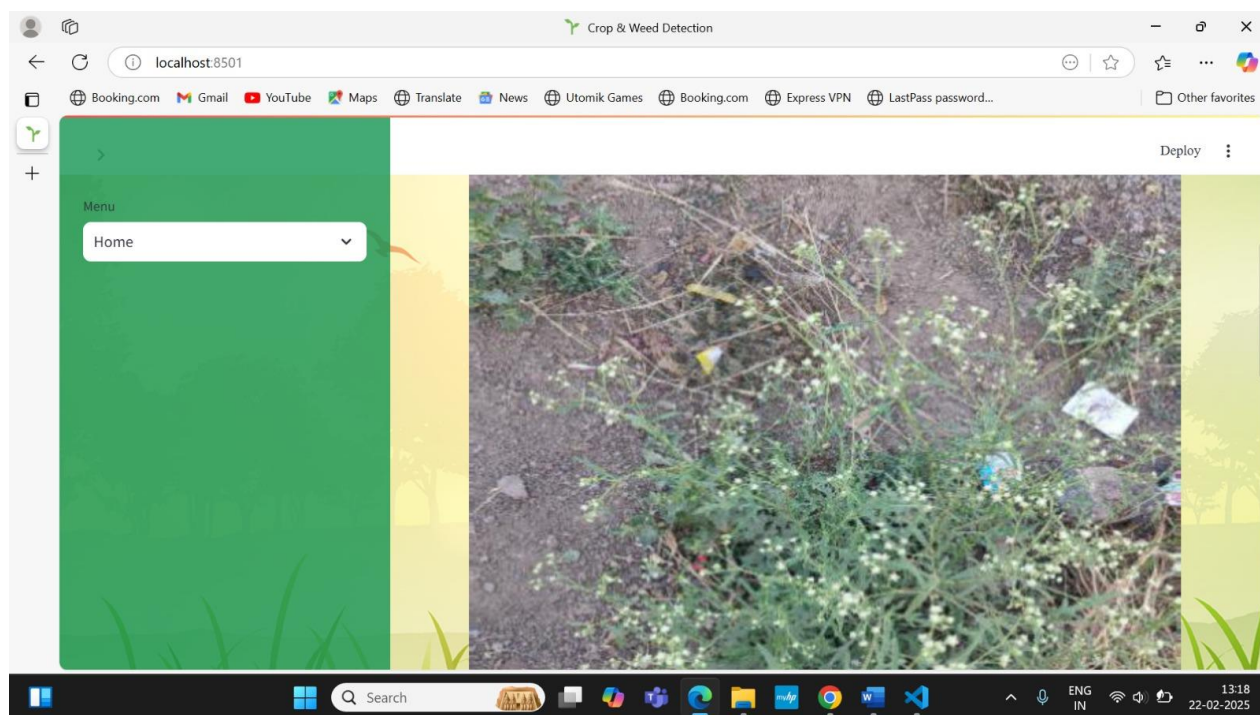 Crop & Weed Detection
localhost:8501
Booking.com Gmail YouTube Maps Translate News Utomik Games Booking.com Express VPN LastPass password... Other favorites
Deploy
Menu
Home
Search
ENG
IN
13:18
22-02-2025